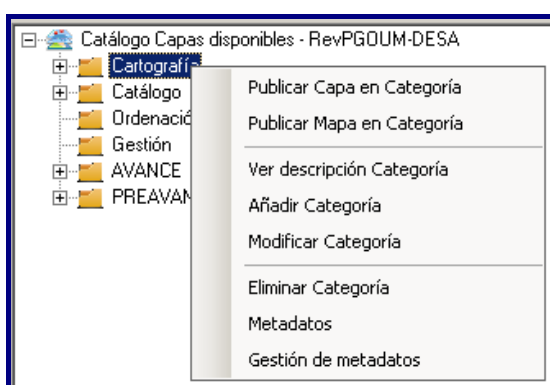 Catálogo Capas disponibles - RevPGOUM-DESA
Cartografía
Catálogo
Ordenació
Gestión
AVANCE
PREAVAN
Publicar Capa en Categoría
Publicar Mapa en Categoría
Ver descripción Categoría
Añadir Categoría
Modificar Categoría
Eliminar Categoría
Metadatos
Gestión de metadatos